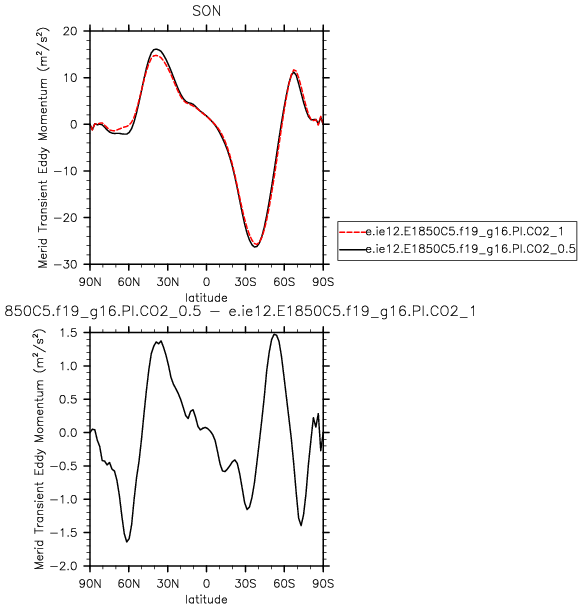 SON
Merid Transient Eddy Momentum (m²/s²)
20
10
0
−10
−20
−30
90N 60N 30N 0 30S 60S 90S
latitude
e.ie12.E1850C5.f19_g16.PI.CO2_1
e.ie12.E1850C5.f19_g16.PI.CO2_0.5
850C5.f19_g16.PI.CO2_0.5 − e.ie12.E1850C5.f19_g16.PI.CO2_1
Merid Transient Eddy Momentum (m²/s²)
1.5
1.0
0.5
0.0
−0.5
−1.0
−1.5
−2.0
90N 60N 30N 0 30S 60S 90S
latitude